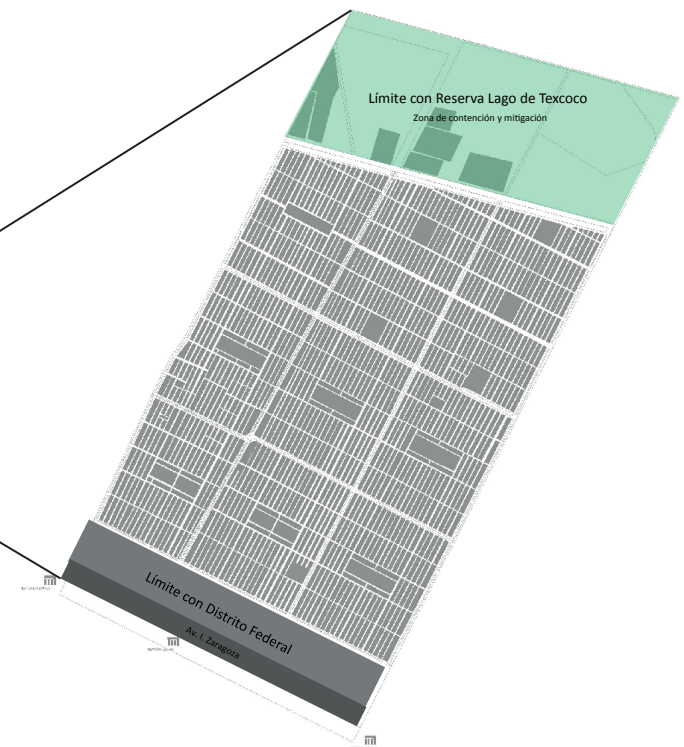 Límite con Reserva Lago de Texcoco
Zona de contención y mitigación
Límite con Distrito Federal
Av. I. Zaragoza